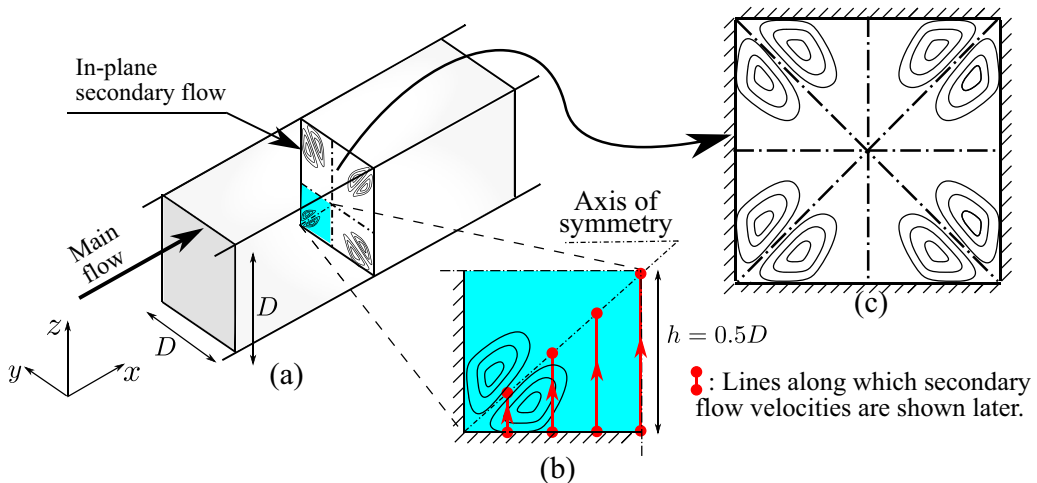 In-plane
secondary flow
Main
flow
D
D
z
y
x
(a)
Axis of
symmetry
h = 0.5D
(b)
(c)
: Lines along which secondary
flow velocities are shown later.